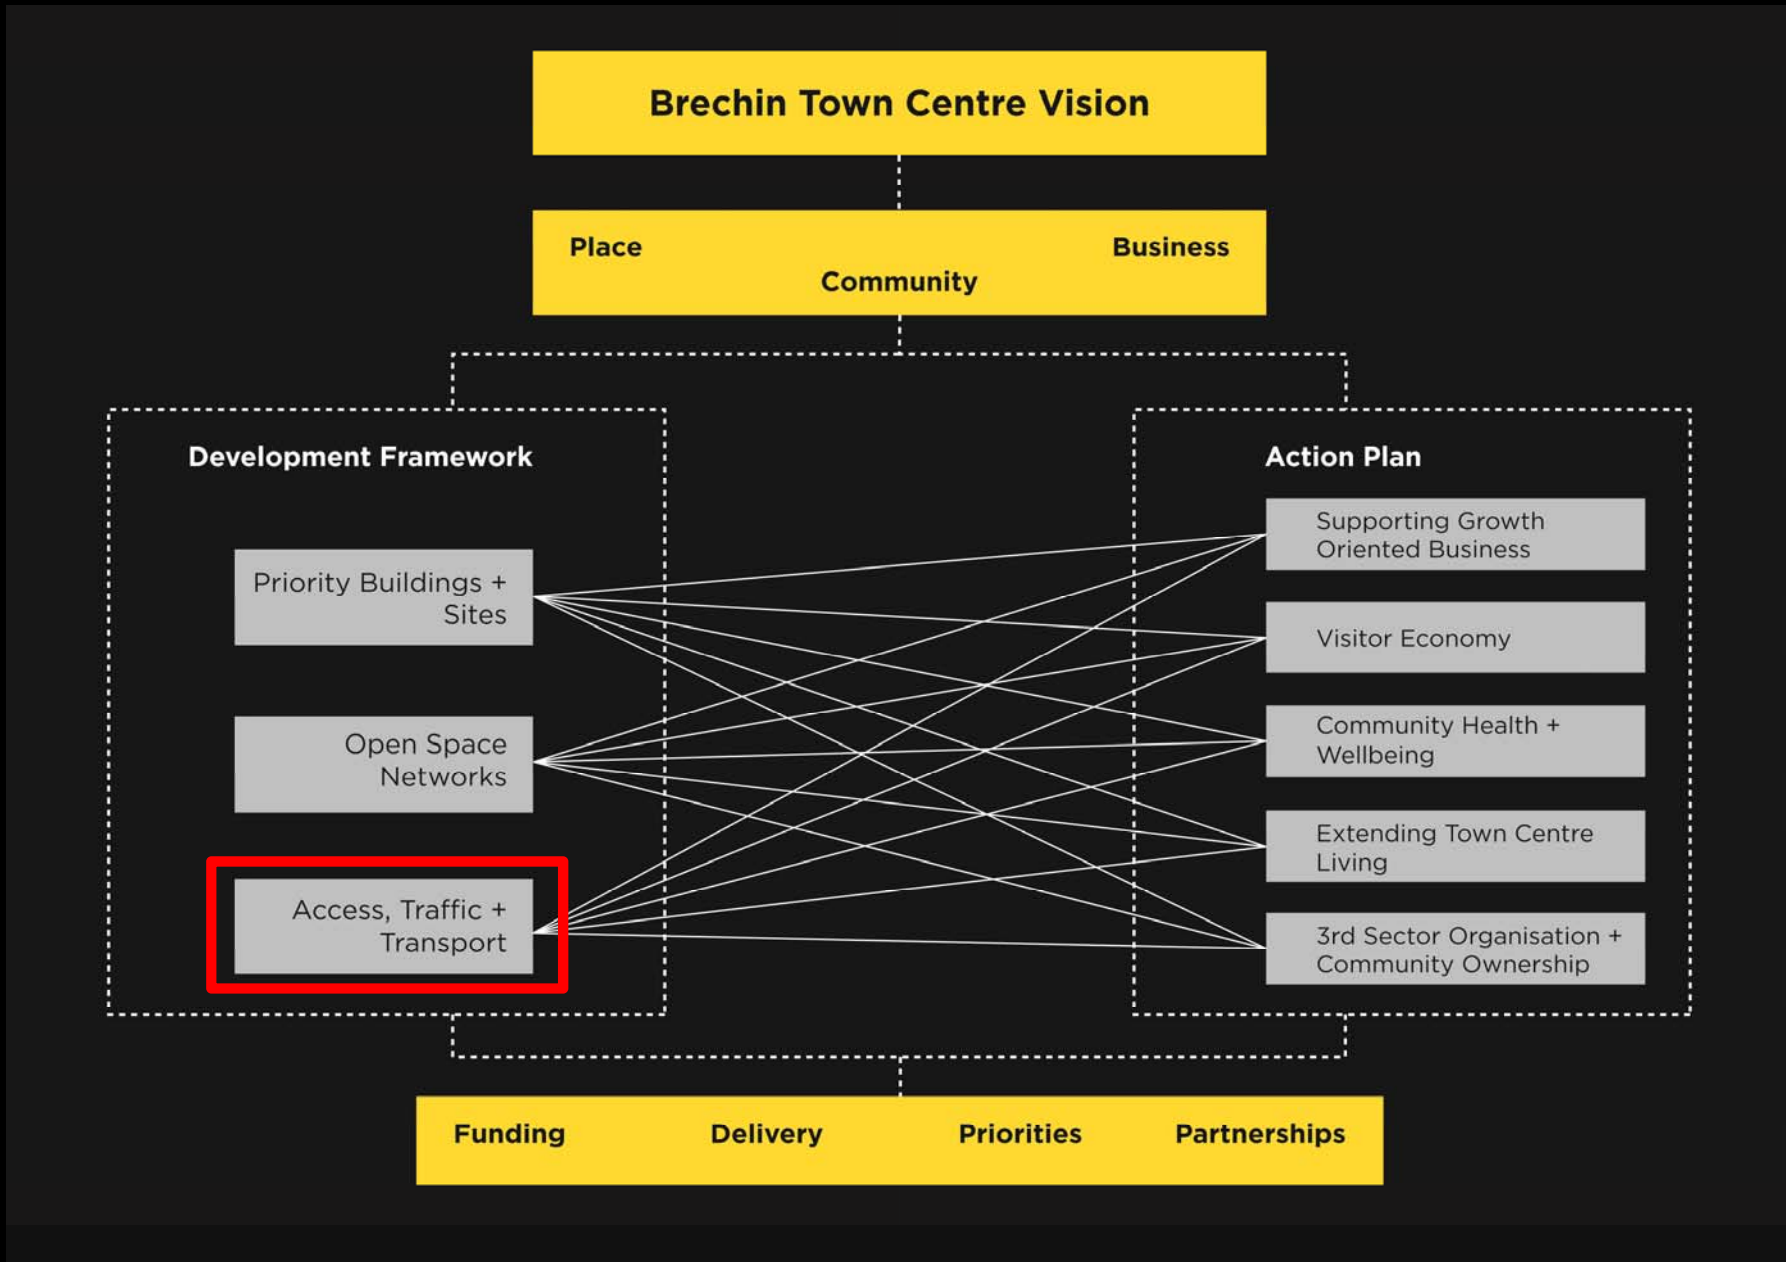 Brechin Town Centre Vision
Place
Business
Community
Development Framework
Priority Buildings +
Sites
Open Space
Networks
Access, Traffic +
Transport
Action Plan
Supporting Growth
Oriented Business
Visitor Economy
Community Health +
Wellbeing
Extending Town Centre
Living
3rd Sector Organisation +
Community Ownership
Funding
Delivery
Priorities
Partnerships